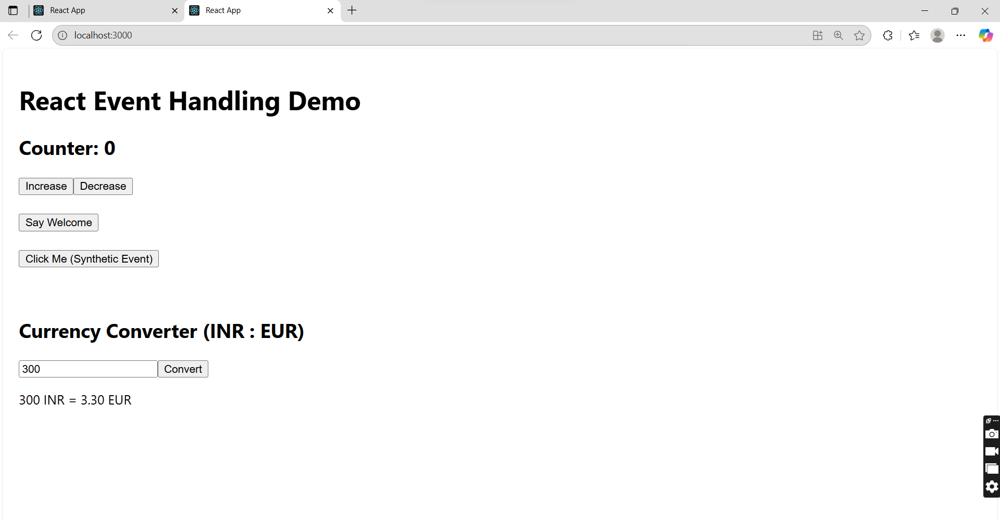 React App
React App
localhost:3000
React Event Handling Demo
Counter: 0
Increase Decrease
Say Welcome
Click Me (Synthetic Event)
Currency Converter (INR : EUR)
300 Convert
300 INR = 3.30 EUR